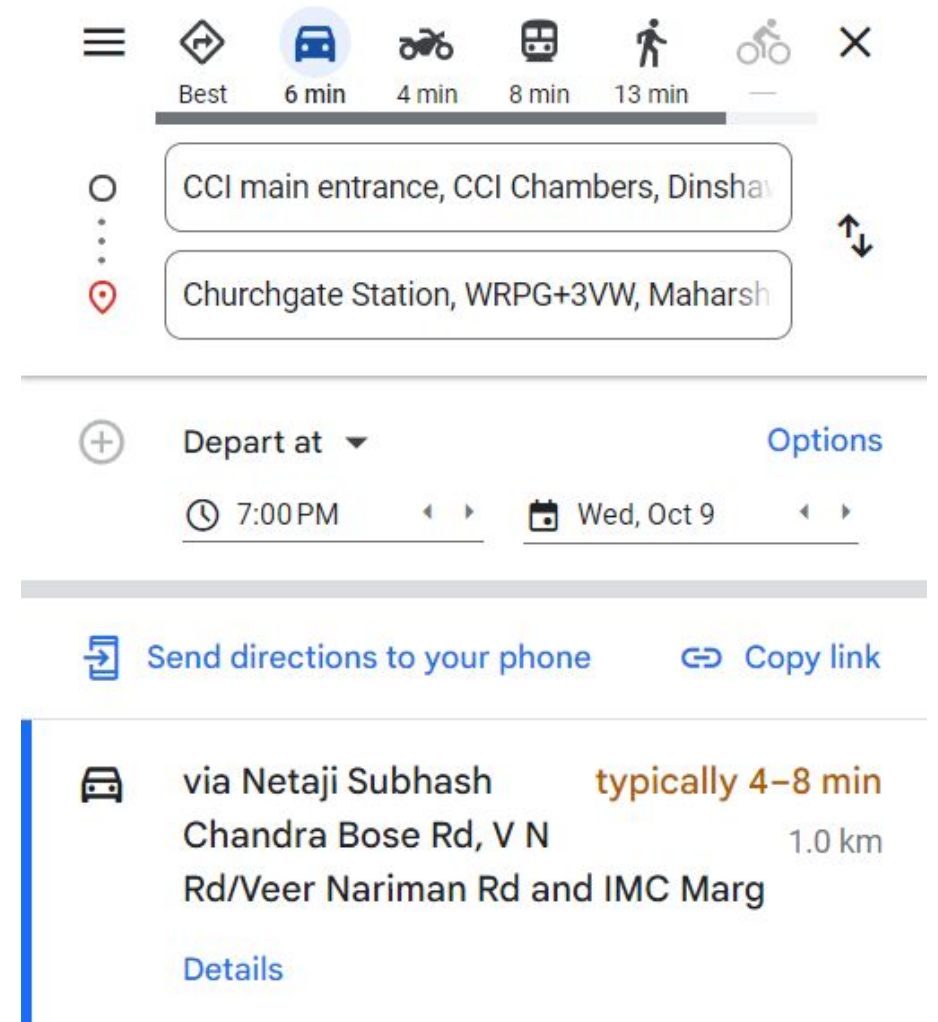 Best 6 min 4 min 8 min 13 min —
CCI main entrance, CCI Chambers, Dinsha
Churchgate Station, WRPG+3VW, Maharsh
Depart at Options
7:00 PM Wed, Oct 9
Send directions to your phone Copy link
via Netaji Subhash typically 4–8 min
Chandra Bose Rd, V N 1.0 km
Rd/Veer Nariman Rd and IMC Marg
Details